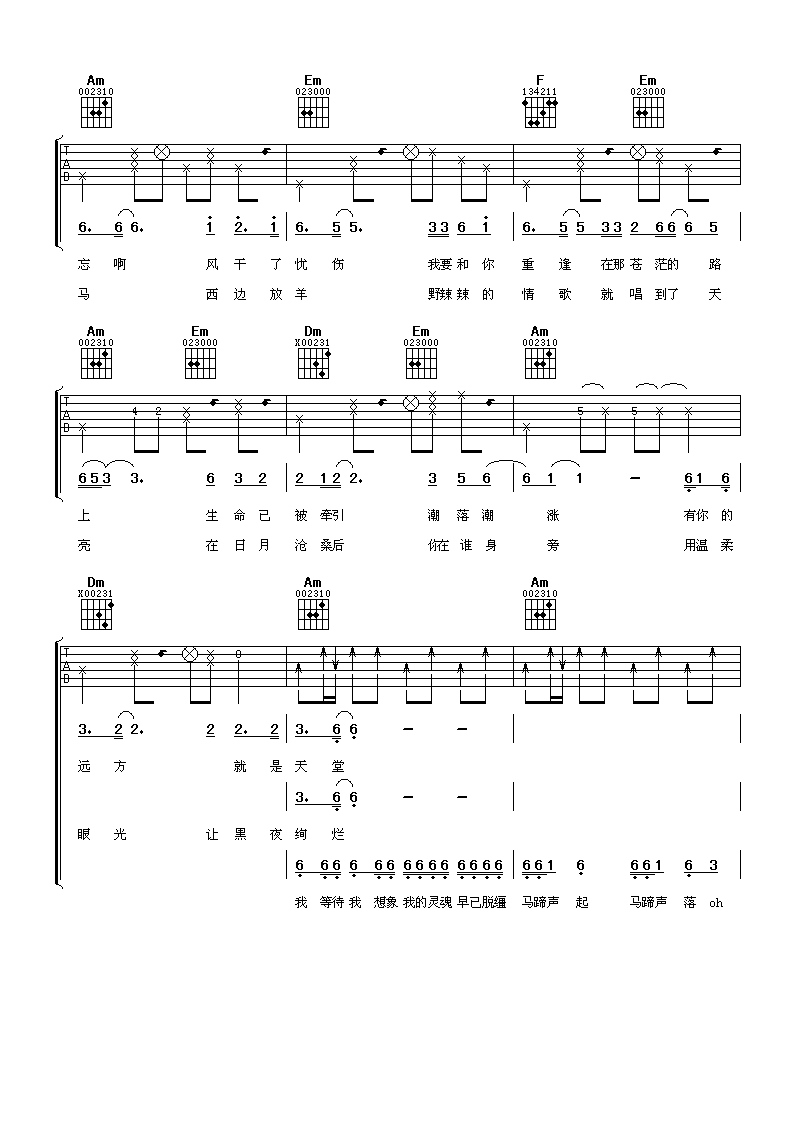 Am Em F Em
002310 023000 134211 023000
T
A
B
6. 6 6. 1 2. 1 6. 5 5. 3 3 6 1 6. 5 5 3 3 2 6 6 6 5
忘 啊 风 干 了 忧 伤 我要 和 你 重 逢 在那 苍 茫的 路
马 西 边 放 羊 野辣 辣 的 情 歌 就 唱 到了 天
Am Em Dm Em Am
002310 023000 X00231 023000 002310
T
A
B
4 2 5 5
6 5 3 3. 6 3 2 2 1 2 2. 3 5 6 6 1 1 - 6 1 6
上 生 命已 被 牵引 潮 落 潮 涨 有你 的
亮 在 日 月 沧 桑后 你在 谁 身 旁 用温 柔
Dm Am Am
X00231 002310 002310
T
A
B
0
3. 2 2. 2 2. 2 3. 6 6 - -
远 方 就 是 天 堂
3. 6 6 - -
眼 光 让 黑 夜 绚 烂
6 6 6 6 6 6 6 6 6 6 6 6 6 6 6 6 1 6 6 6 1 6 3
我 等待 我 想象 我的灵魂 早已脱缰 马蹄声 起 马蹄声 落 oh